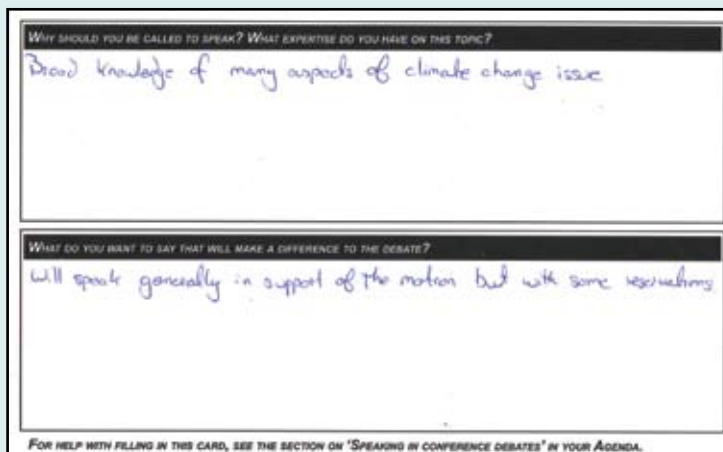 WHY SHOULD YOU BE CALLED TO SPEAK? WHAT EXPERTISE DO YOU HAVE ON THIS TOPIC?
Broad knowledge of many aspects of climate change issue
WHAT DO YOU WANT TO SAY THAT WILL MAKE A DIFFERENCE TO THE DEBATE?
will speak generally in support of the motion but with some reservations
FOR HELP WITH FILLING IN THIS CARD, SEE THE SECTION ON 'SPEAKING IN CONFERENCE DEBATES' IN YOUR AGENDA.